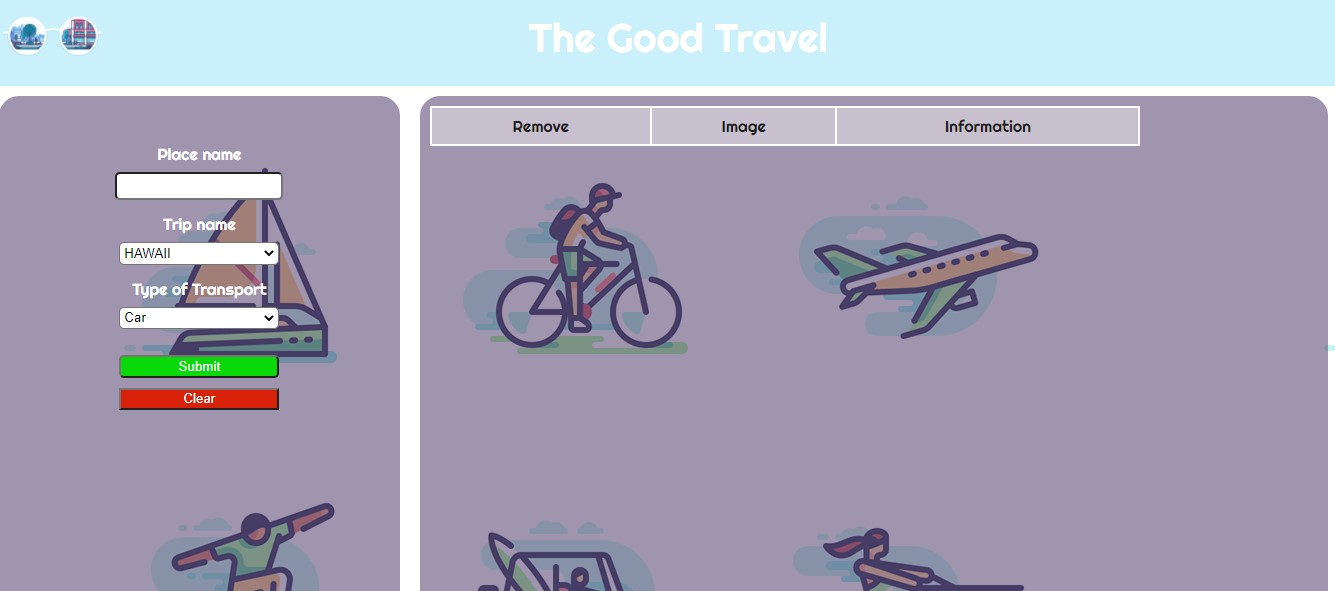 The Good Travel
Place name
Trip name
HAWAII
Type of Transport
Car
Submit
Clear
Remove Image Information